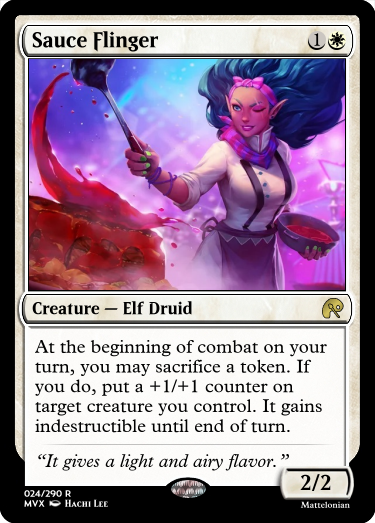 Sauce Flinger 1
Creature — Elf Druid
At the beginning of combat on your
turn, you may sacrifice a token. If
you do, put a +1/+1 counter on
target creature you control. It gains
indestructible until end of turn.
“It gives a light and airy flavor.”
2/2
024/290 R
MVX Hachi Lee
Mattelonian